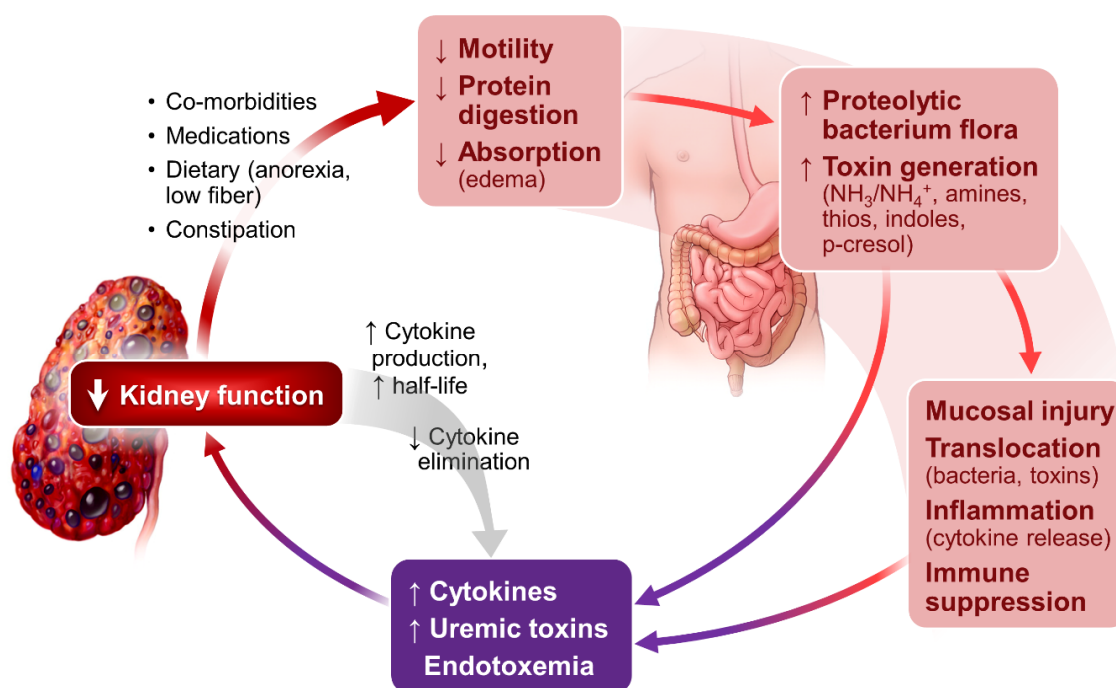 • Co-morbidities
• Medications
• Dietary (anorexia,
low fiber)
• Constipation
↓ Motility
↓ Protein
digestion
↓ Absorption
(edema)
↑ Proteolytic
bacterium flora
↑ Toxin generation
(NH₃/NH₄⁺, amines,
thios, indoles,
p-cresol)
↓ Kidney function
↑ Cytokine
production,
↑ half-life
↓ Cytokine
elimination
Mucosal injury
Translocation
(bacteria, toxins)
Inflammation
(cytokine release)
Immune
suppression
↑ Cytokines
↑ Uremic toxins
Endotoxemia